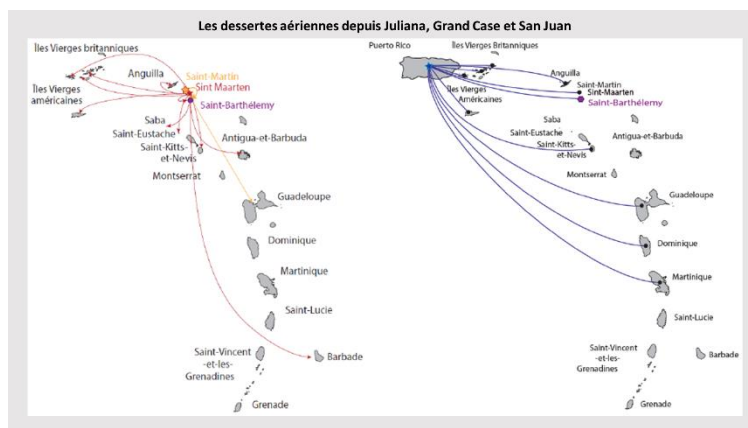 Les dessertes aériennes depuis Juliana, Grand Case et San Juan
Îles Vierges britanniques
Anguilla
Saint-Martin
Sint Maarten
Îles Vierges
américaines
Saint-Barthélemy
Saba
Saint-Eustache
Saint-Kitts-
et-Nevis
Antigua-et-Barbuda
Montserrat
Guadeloupe
Dominique
Martinique
Saint-Lucie
Saint-Vincent
-et-les-
Grenadines
Barbade
Grenade
Puerto Rico
Îles Vierges Britanniques
Anguilla
Saint-Martin
Sint-Maarten
Saint-Barthélemy
Îles Vierges
Américaines
Saba
Saint-Eustache
Saint-Kitts-
et-Nevis
Antigua-et-Barbuda
Montserrat
Guadeloupe
Dominique
Martinique
Saint-Lucie
Saint-Vincent
-et-les-
Grenadines
Barbade
Grenade